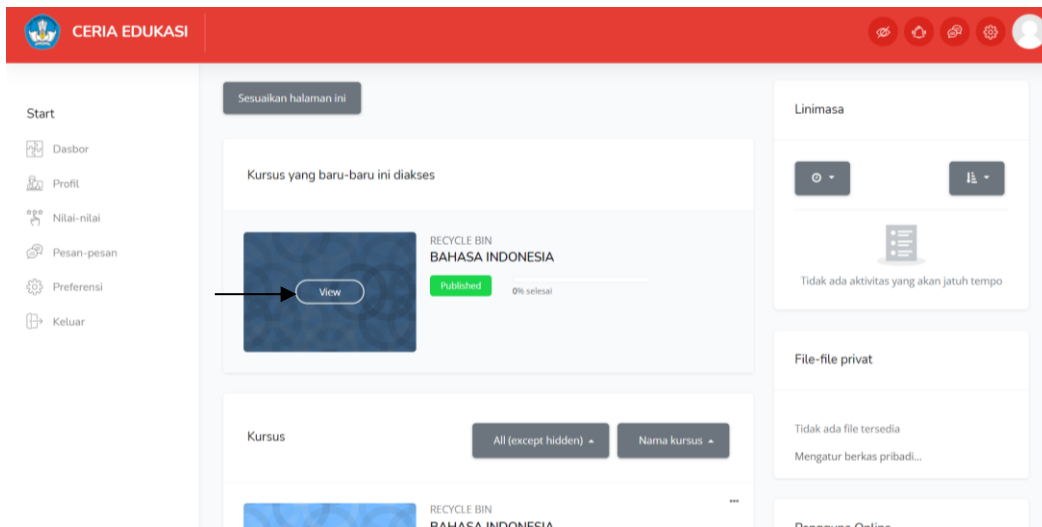 CERIA EDUKASI
Start
Dasbor
Profil
Nilai-nilai
Pesan-pesan
Preferensi
Keluar
Sesuaikan halaman ini
Kursus yang baru-baru ini diakses
View
RECYCLE BIN
BAHASA INDONESIA
Published
0% selesai
Kursus
All (except hidden)
Nama kursus
RECYCLE BIN
BAHASA INDONESIA
Linimasa
Tidak ada aktivitas yang akan jatuh tempo
File-file privat
Tidak ada file tersedia
Mengatur berkas pribadi...
Pengguna Online